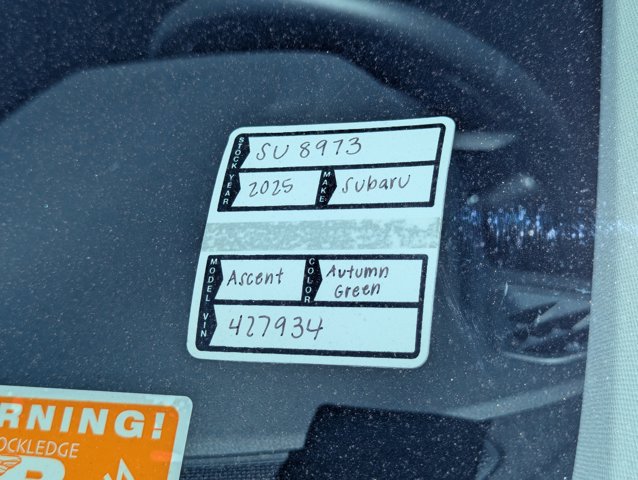 STOCK SU 8973
YEAR 2025 MAKE Subaru
MODEL Ascent COLOR Autumn
Green
VIN 427934
RNING!
OCKLEDGE